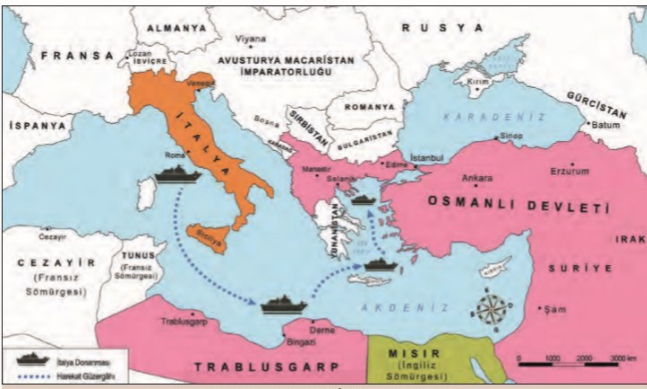 ALMANYA
RUSYA
Viyana
FRANSA
Lozan
İSVİÇRE
AVUSTURYA MACARİSTAN
İMPARATORLUĞU
Venedik
Kırım
ROMANYA
KARADENİZ
GÜRCİSTAN
Batum
İSPANYA
Bosna
SIRBİSTAN
BULGARİSTAN
KARADAĞ
İTALYA
Roma
Sinop
Edirne
İstanbul
Manastır
Selanik
Ankara
Erzurum
OSMANLI DEVLETİ
YUNANİSTAN
Sicilya
Cezayir
CEZAYİR
(Fransız
Sömürgesi)
TUNUS
(Fransız
Sömürgesi)
IRAK
SURİYE
KIBRIS
AKDENİZ
Şam
Trablusgarp
Derne
Bingazi
TRABLUSGARP
MISIR
(İngiliz
Sömürgesi)
İtalya Donanması
Harekât Güzergâhı
0 1000 2000 3000 km